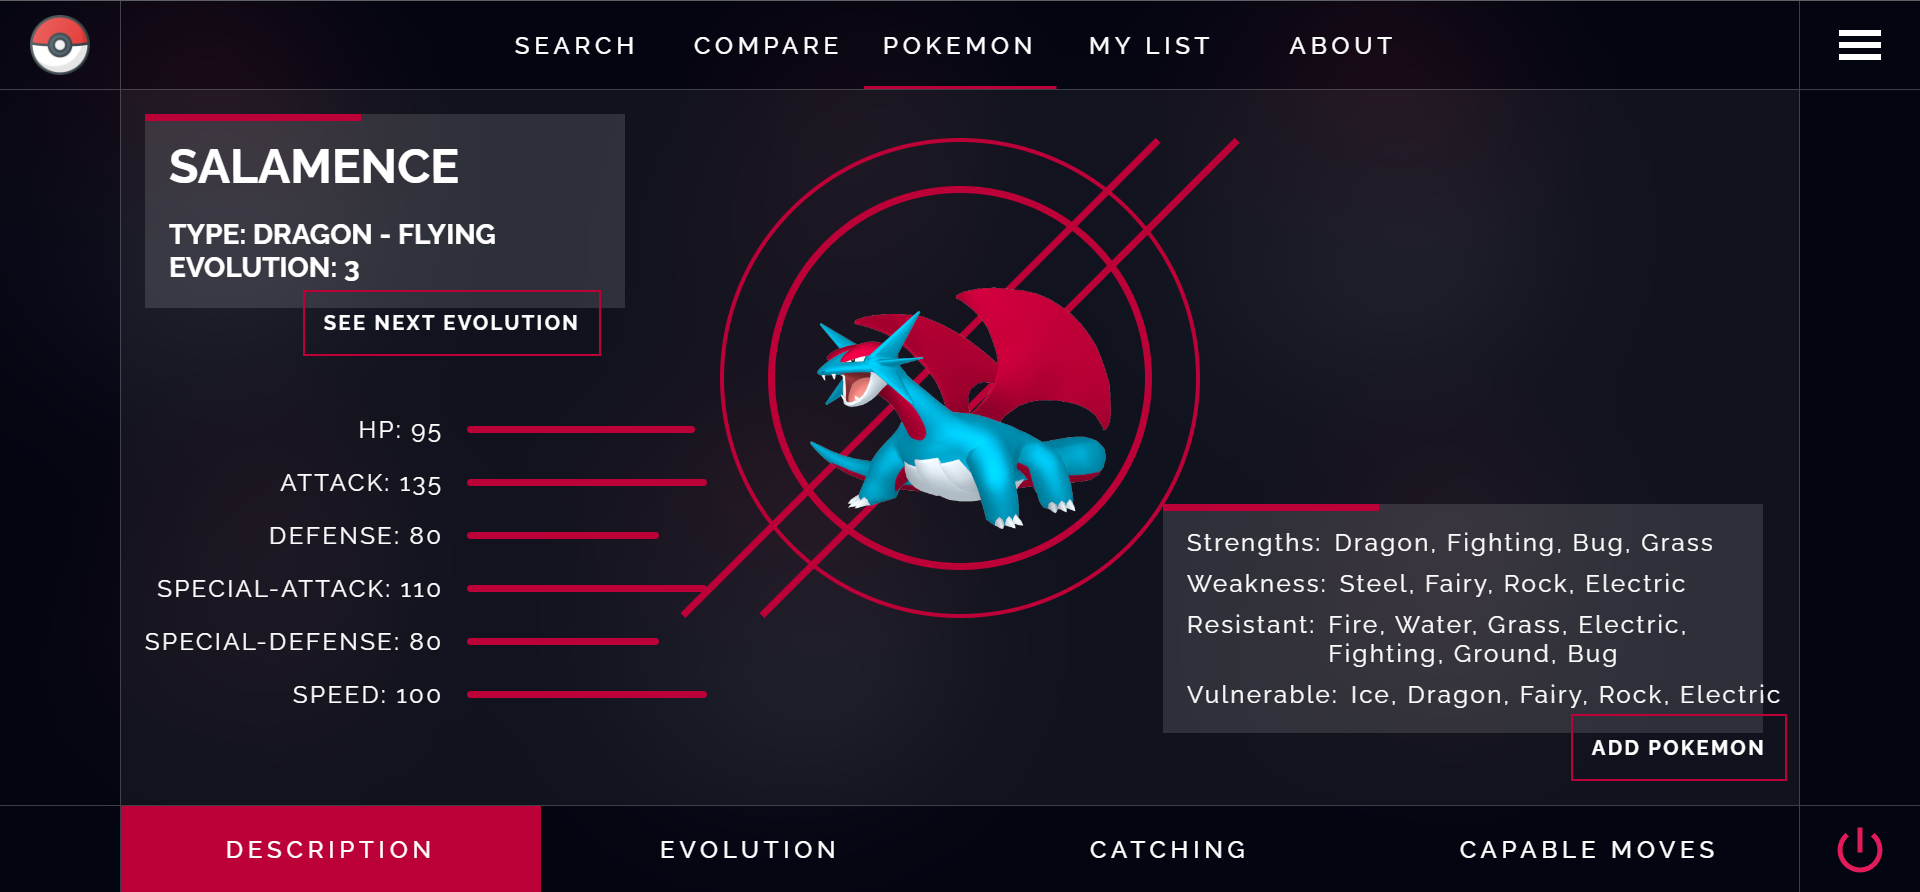 SEARCH COMPARE POKEMON MY LIST ABOUT
SALAMENCE
TYPE: DRAGON - FLYING
EVOLUTION: 3
SEE NEXT EVOLUTION
HP: 95
ATTACK: 135
DEFENSE: 80
SPECIAL-ATTACK: 110
SPECIAL-DEFENSE: 80
SPEED: 100
Strengths: Dragon, Fighting, Bug, Grass
Weakness: Steel, Fairy, Rock, Electric
Resistant: Fire, Water, Grass, Electric,
Fighting, Ground, Bug
Vulnerable: Ice, Dragon, Fairy, Rock, Electric
ADD POKEMON
DESCRIPTION EVOLUTION CATCHING CAPABLE MOVES